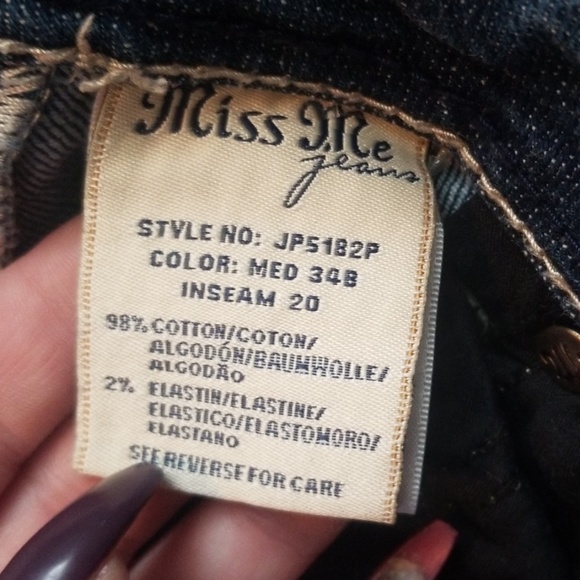 Miss Me
jeans
STYLE NO: JP5182P
COLOR: MED 348
INSEAM 20
98% COTTON/COTON/
ALGODÓN/BAUMWOLLE/
ALGODÃO
2% ELASTIN/ELASTINE/
ELASTICO/ELASTOMORO/
ELASTANO
SEE REVERSE FOR CARE